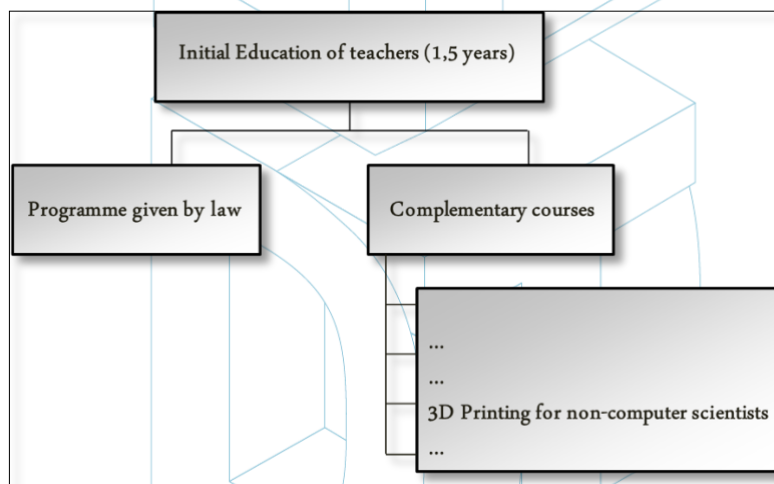 Initial Education of teachers (1,5 years)
Programme given by law
Complementary courses
...
...
3D Printing for non-computer scientists
...